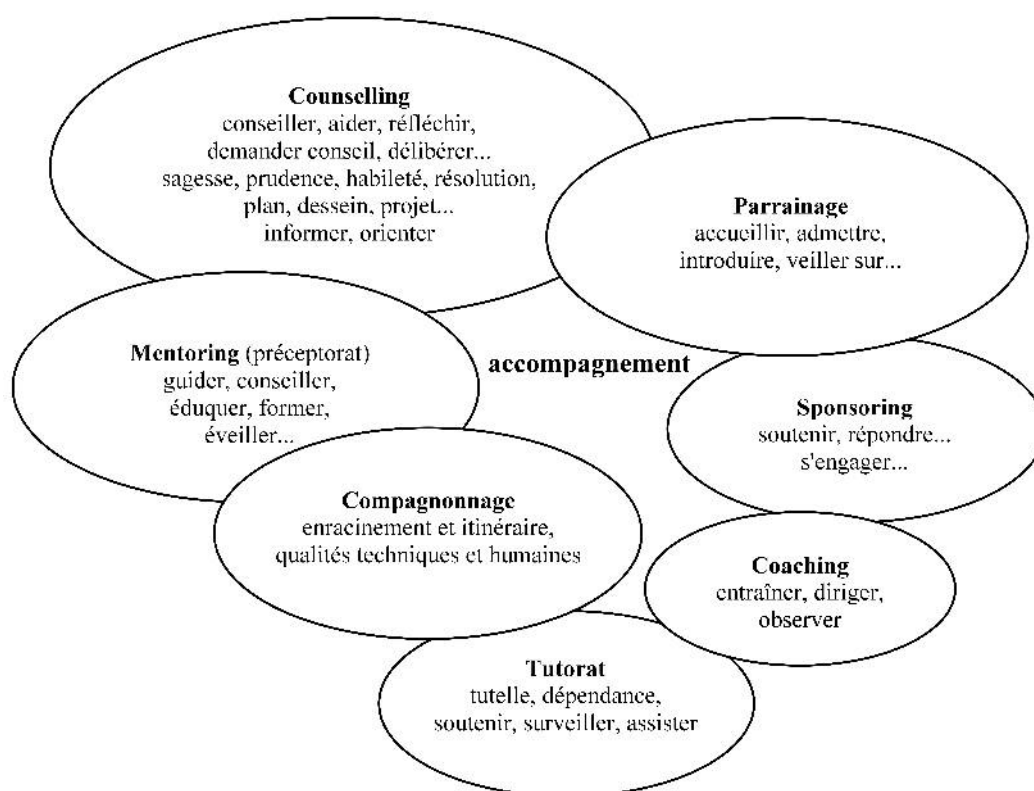 Counselling
conseiller, aider, réfléchir,
demander conseil, délibérer...
sagesse, prudence, habileté, résolution,
plan, dessein, projet...
informer, orienter
Parrainage
accueillir, admettre,
introduire, veiller sur...
Mentoring (préceptorat)
guider, conseiller,
éduquer, former,
éveiller...
accompagnement
Sponsoring
soutenir, répondre...
s'engager...
Compagnonnage
enracinement et itinéraire,
qualités techniques et humaines
Coaching
entraîner, diriger,
observer
Tutorat
tutelle, dépendance,
soutenir, surveiller, assister